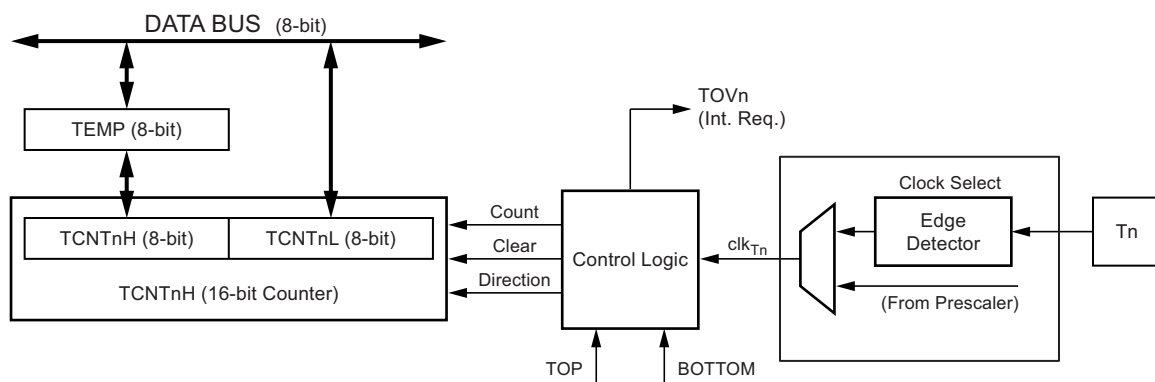 DATA BUS (8-bit)
TEMP (8-bit)
TCNTnH (8-bit) TCNTnL (8-bit)
TCNTnH (16-bit Counter)
Count
Clear
Direction
TOVn
(Int. Req.)
Control Logic
TOP
BOTTOM
clkTn
Clock Select
Edge
Detector
(From Prescaler)
Tn